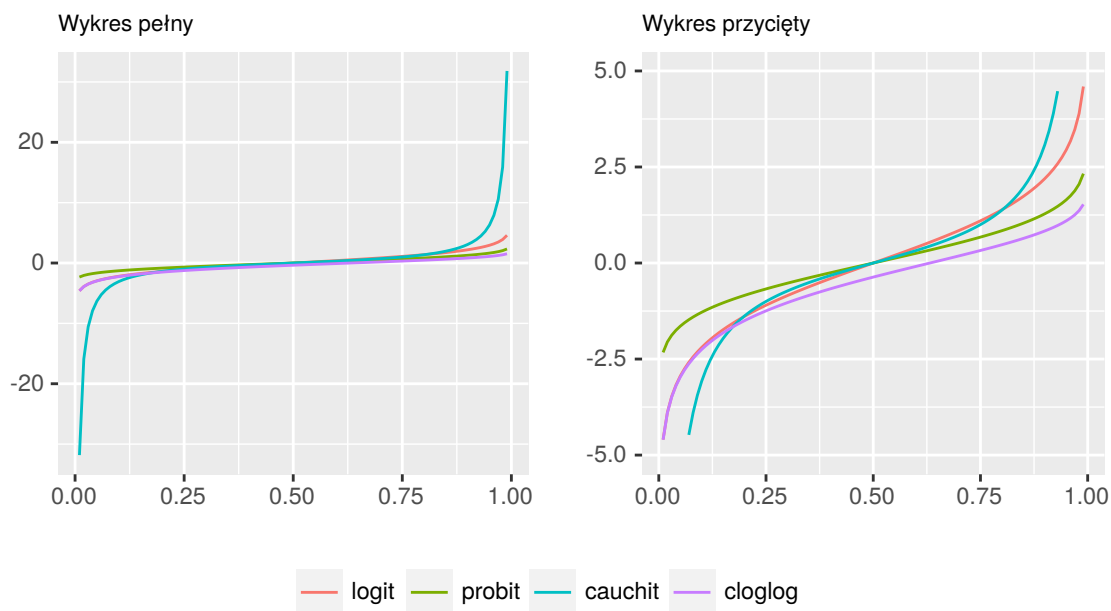 Wykres pełny
20
0
-20
0.00 0.25 0.50 0.75 1.00
Wykres przycięty
5.0
2.5
0.0
-2.5
-5.0
0.00 0.25 0.50 0.75 1.00
logit probit cauchit cloglog